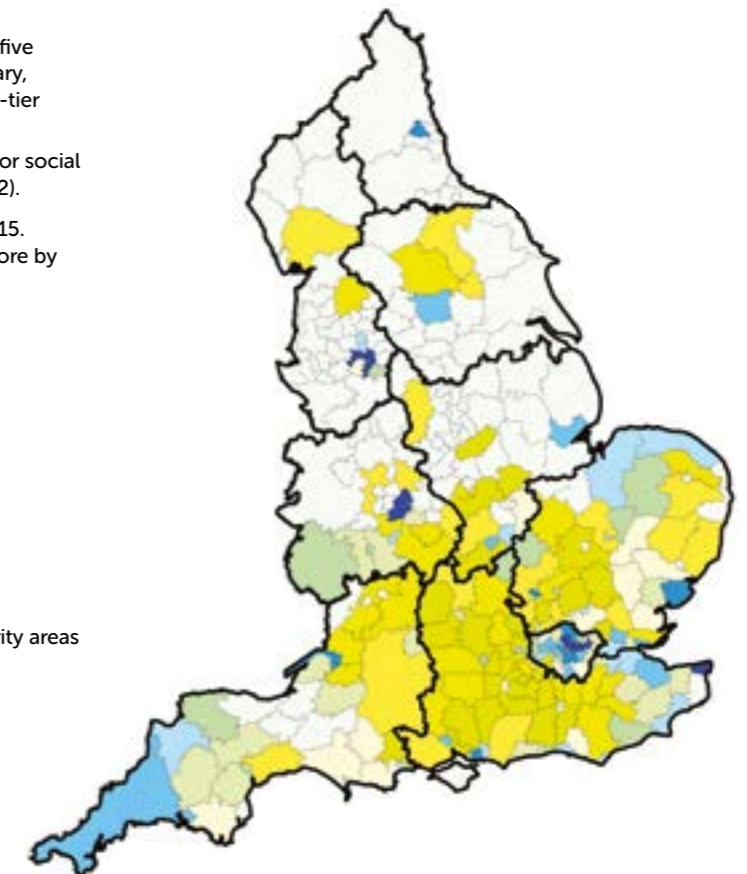 five
ary,
-tier
or social
2).
15.
ore by
ity areas